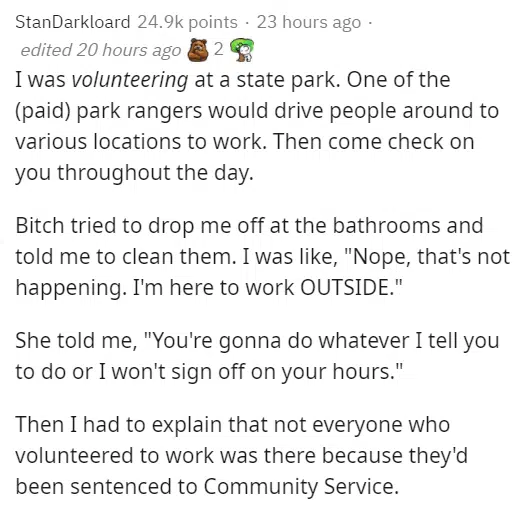 StanDarkloard 24.9k points · 23 hours ago ·
edited 20 hours ago 2
I was volunteering at a state park. One of the
(paid) park rangers would drive people around to
various locations to work. Then come check on
you throughout the day.
Bitch tried to drop me off at the bathrooms and
told me to clean them. I was like, "Nope, that's not
happening. I'm here to work OUTSIDE."
She told me, "You're gonna do whatever I tell you
to do or I won't sign off on your hours."
Then I had to explain that not everyone who
volunteered to work was there because they'd
been sentenced to Community Service.